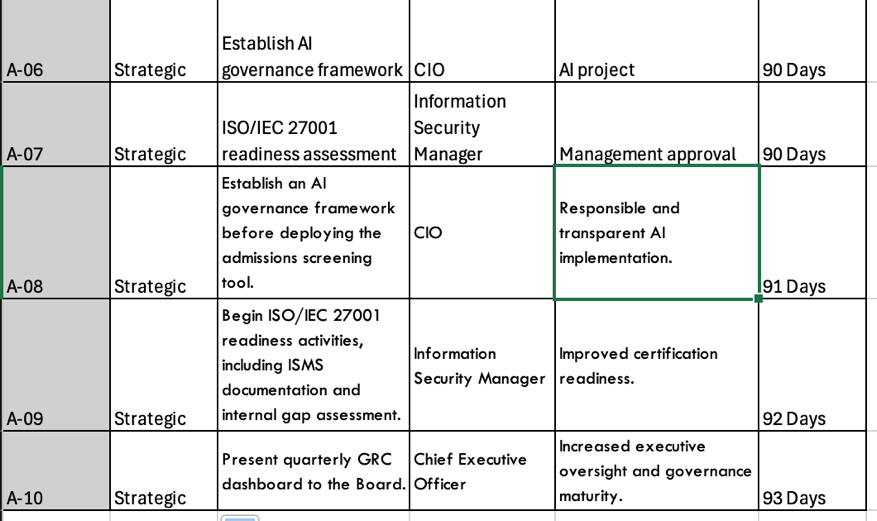 Establish AI
A-06 Strategic governance framework CIO AI project 90 Days
Information
ISO/IEC 27001 Security
A-07 Strategic readiness assessment Manager Management approval 90 Days
Establish an AI
governance framework Responsible and
before deploying the CIO transparent AI
admissions screening implementation.
tool.
A-08 Strategic 91 Days
Begin ISO/IEC 27001
readiness activities,
including ISMS Information Improved certification
documentation and Security Manager readiness.
internal gap assessment.
A-09 Strategic 92 Days
Increased executive
Present quarterly GRC Chief Executive oversight and governance
dashboard to the Board. Officer maturity.
A-10 Strategic 93 Days